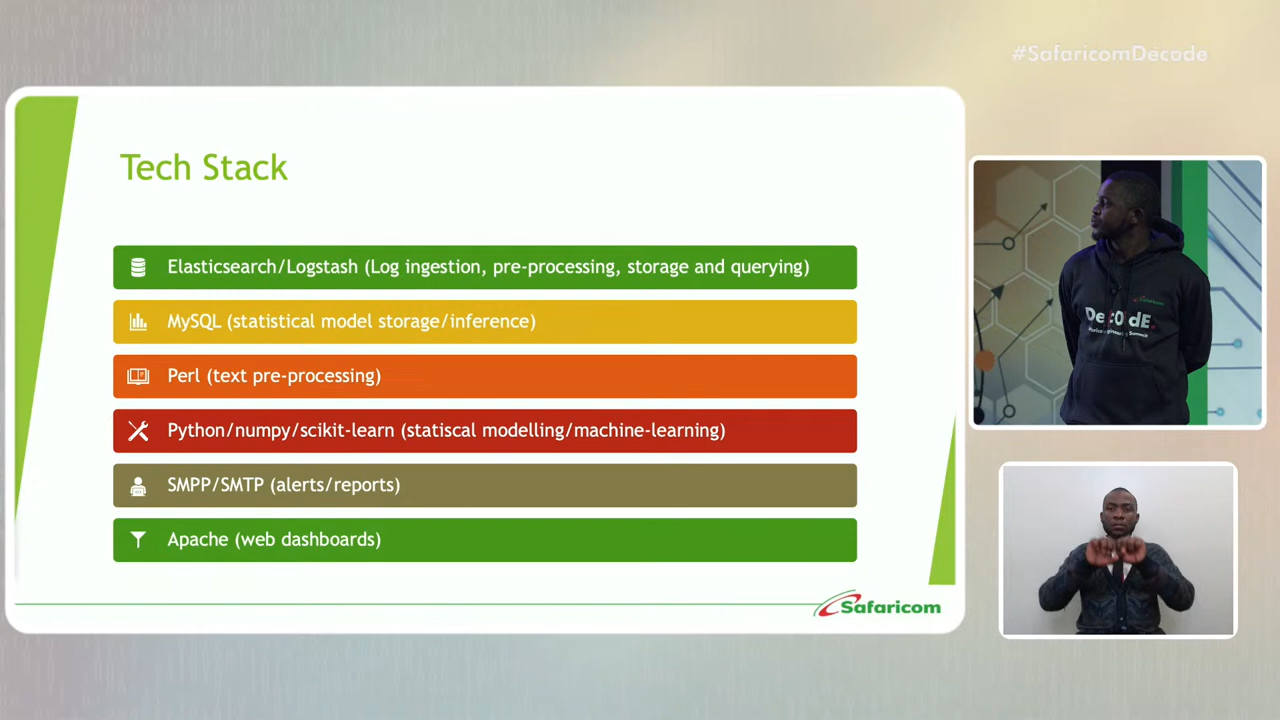 #SafaricomDecode
Tech Stack
Elasticsearch/Logstash (Log ingestion, pre-processing, storage and querying)
MySQL (statistical model storage/inference)
Perl (text pre-processing)
Python/numpy/scikit-learn (statiscal modelling/machine-learning)
SMPP/SMTP (alerts/reports)
Apache (web dashboards)
Safaricom
Safaricom